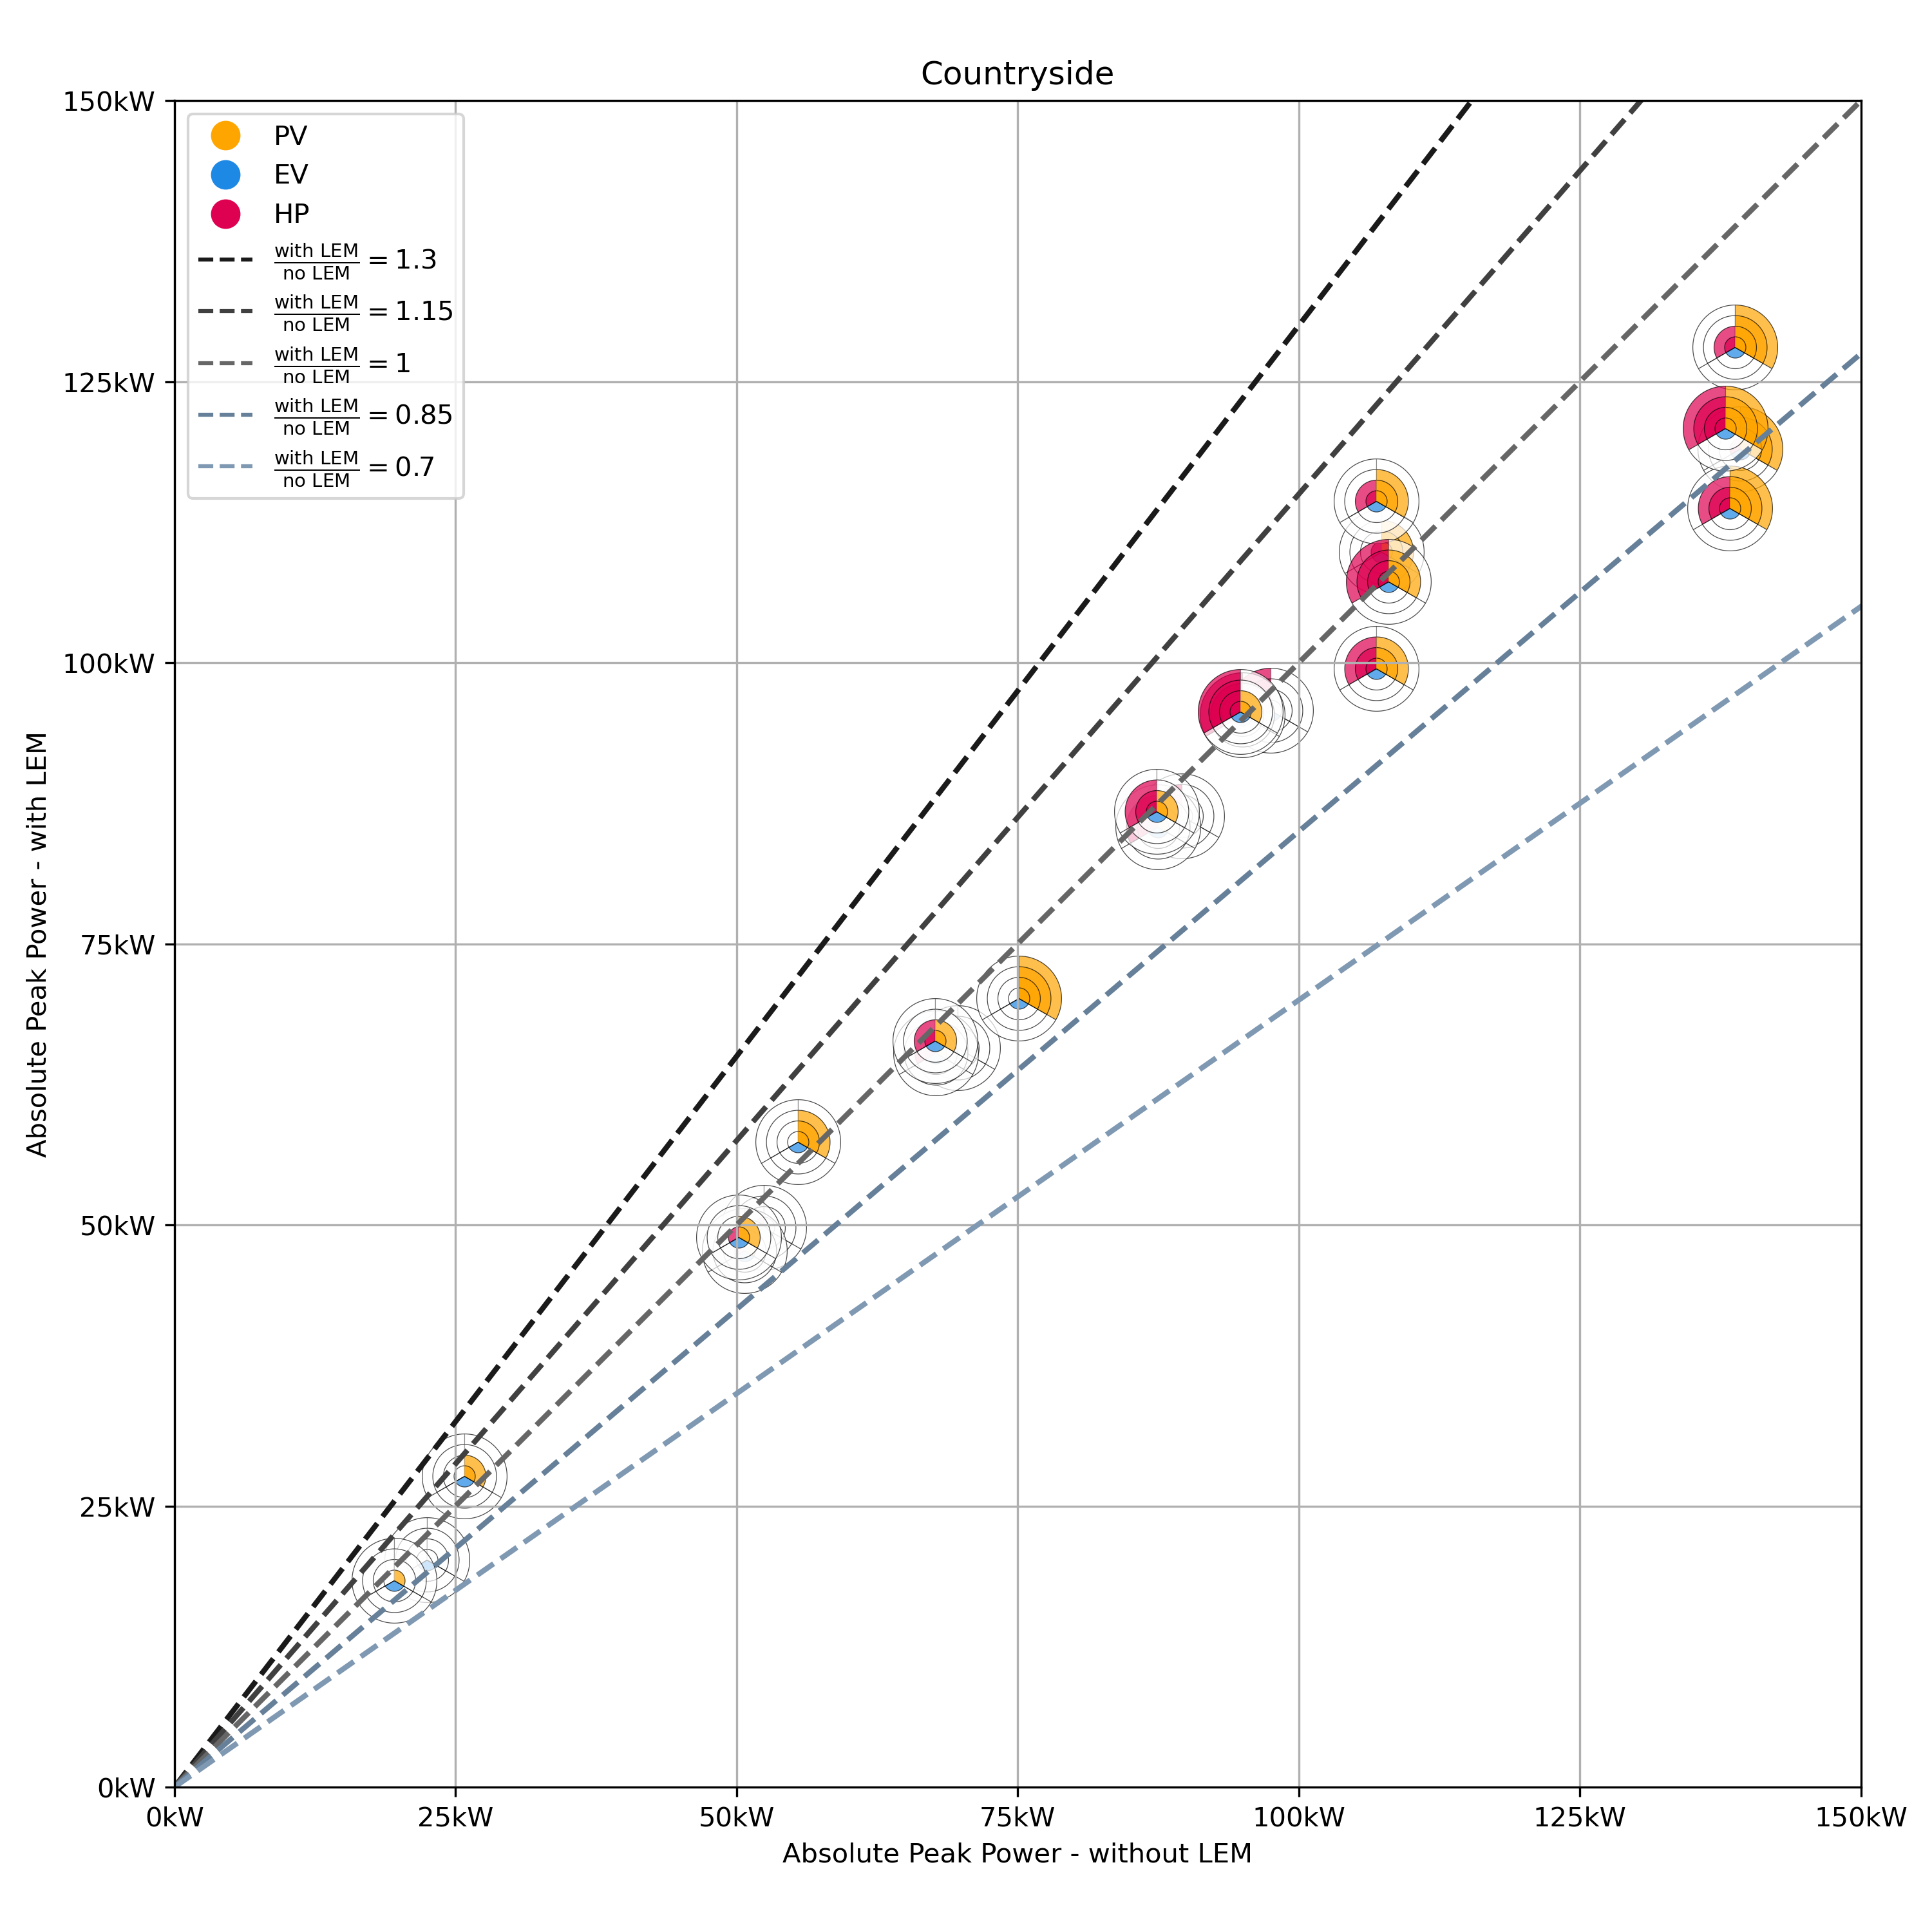 Countryside
150kW
125kW
100kW
75kW
50kW
25kW
0kW
Absolute Peak Power - with LEM
PV
EV
HP
with LEM / no LEM = 1.3
with LEM / no LEM = 1.15
with LEM / no LEM = 1
with LEM / no LEM = 0.85
with LEM / no LEM = 0.7
0kW 25kW 50kW 75kW 100kW 125kW 150kW
Absolute Peak Power - without LEM